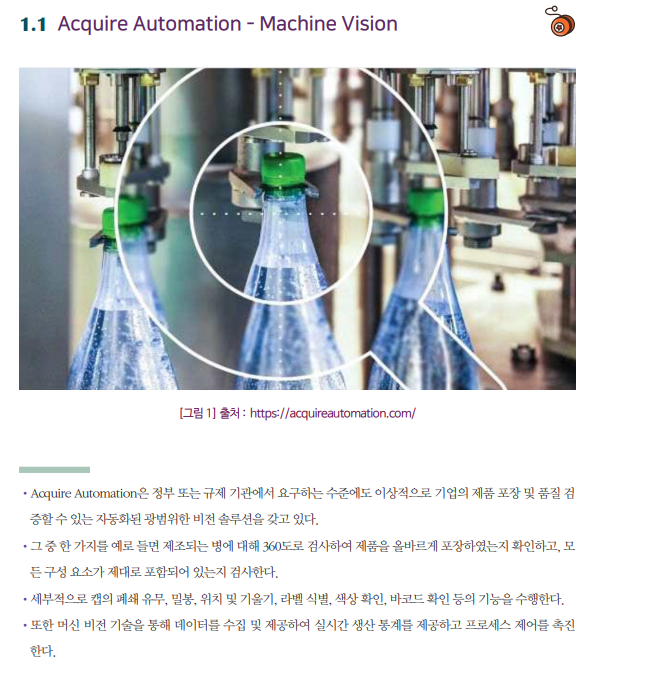 1.1 Acquire Automation - Machine Vision
[그림 1] 출처 : https://acquireautomation.com/
• Acquire Automation은 정부 또는 규제 기관에서 요구하는 수준에도 이상적으로 기업의 제품 포장 및 품질 검
증할 수 있는 자동화된 광범위한 비전 솔루션을 갖고 있다.
• 그 중 한 가지를 예로 들면 제조되는 병에 대해 360도로 검사하여 제품을 올바르게 포장하였는지 확인하고, 모
든 구성 요소가 제대로 포함되어 있는지 검사한다.
• 세부적으로 캡의 폐쇄 유무, 밀봉, 위치 및 기울기, 라벨 식별, 색상 확인, 바코드 확인 등의 기능을 수행한다.
• 또한 머신 비전 기술을 통해 데이터를 수집 및 제공하여 실시간 생산 통계를 제공하고 프로세스 제어를 촉진
한다.